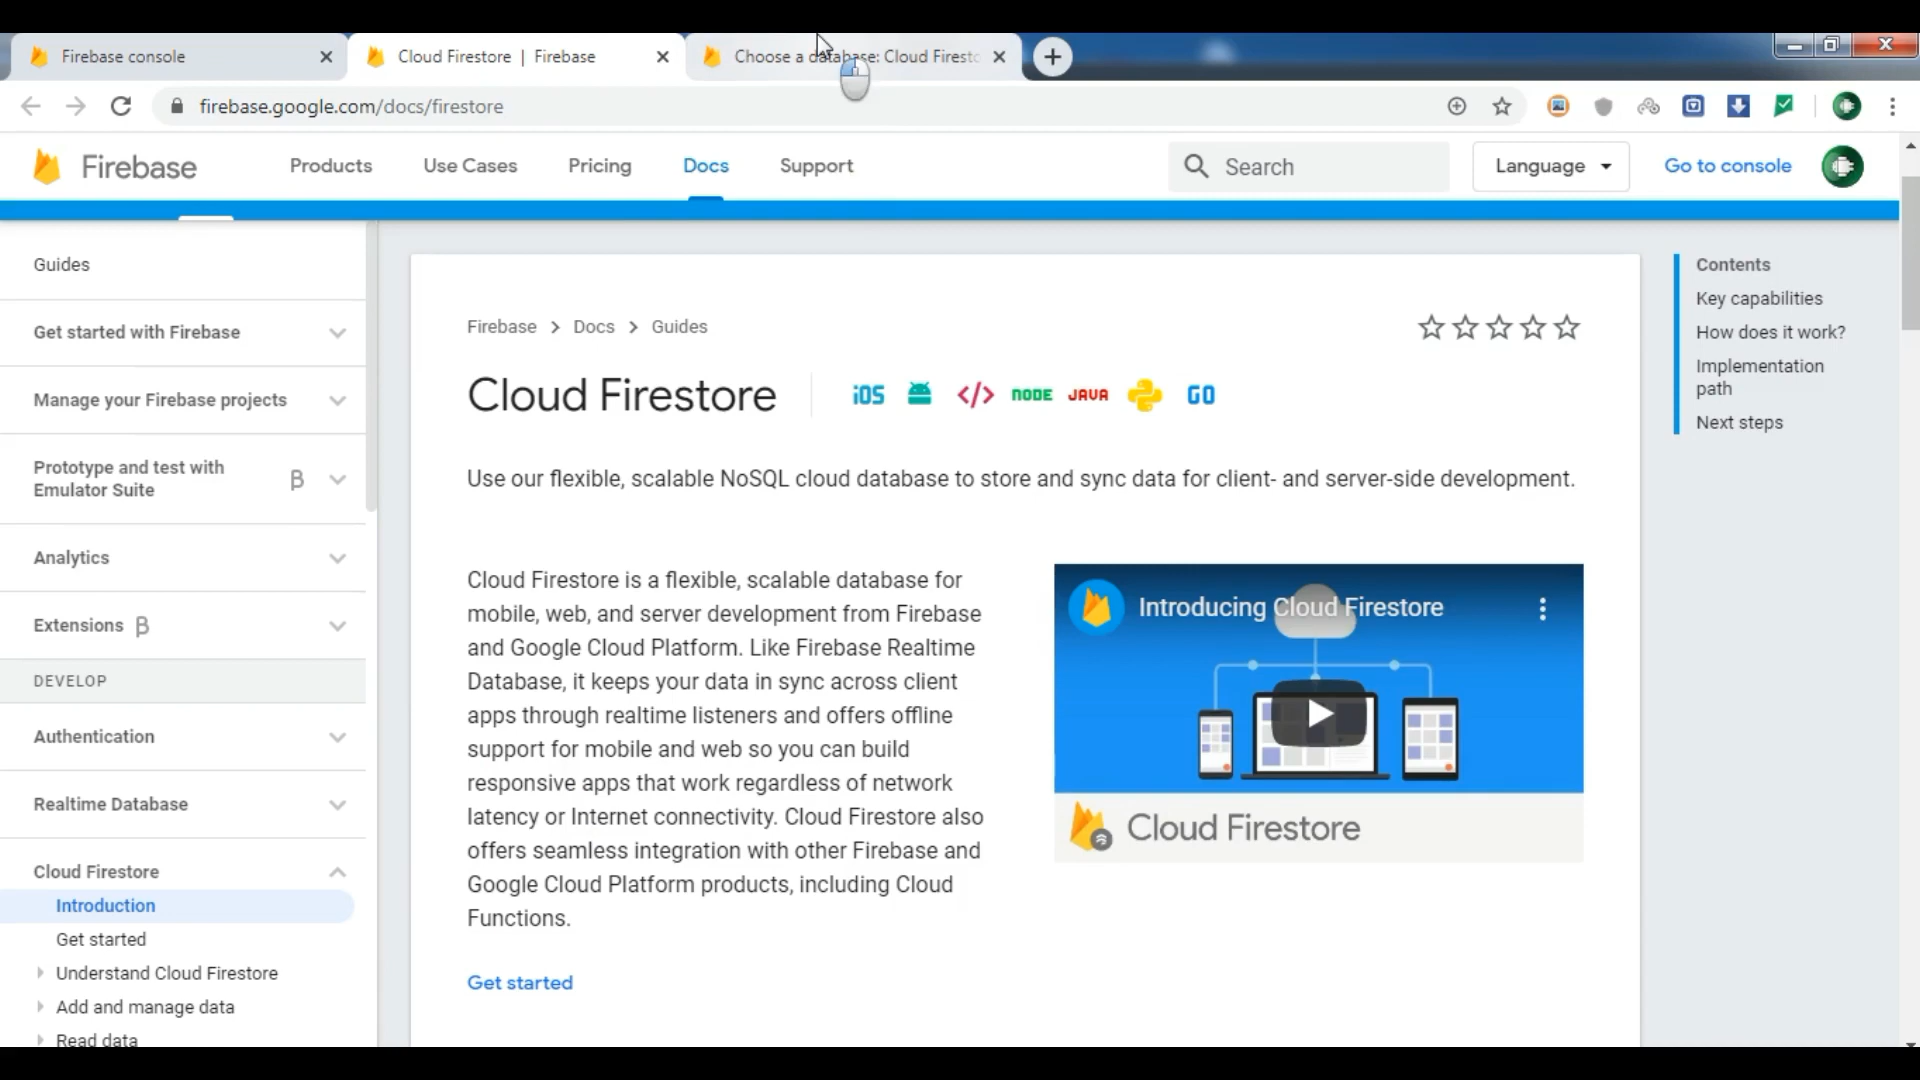 Firebase console
Cloud Firestore | Firebase
Choose a database: Cloud Firestc
firebase.google.com/docs/firestore
Firebase
Products
Use Cases
Pricing
Docs
Support
Search
Language
Go to console
Guides
Get started with Firebase
Manage your Firebase projects
Prototype and test with
Emulator Suite β
Analytics
Extensions β
DEVELOP
Authentication
Realtime Database
Cloud Firestore
Introduction
Get started
Understand Cloud Firestore
Add and manage data
Read data
Firebase > Docs > Guides
Cloud Firestore
iOS </> NODE JAVA GO
Use our flexible, scalable NoSQL cloud database to store and sync data for client- and server-side development.
Cloud Firestore is a flexible, scalable database for
mobile, web, and server development from Firebase
and Google Cloud Platform. Like Firebase Realtime
Database, it keeps your data in sync across client
apps through realtime listeners and offers offline
support for mobile and web so you can build
responsive apps that work regardless of network
latency or Internet connectivity. Cloud Firestore also
offers seamless integration with other Firebase and
Google Cloud Platform products, including Cloud
Functions.
Get started
Introducing Cloud Firestore
Cloud Firestore
Contents
Key capabilities
How does it work?
Implementation
path
Next steps